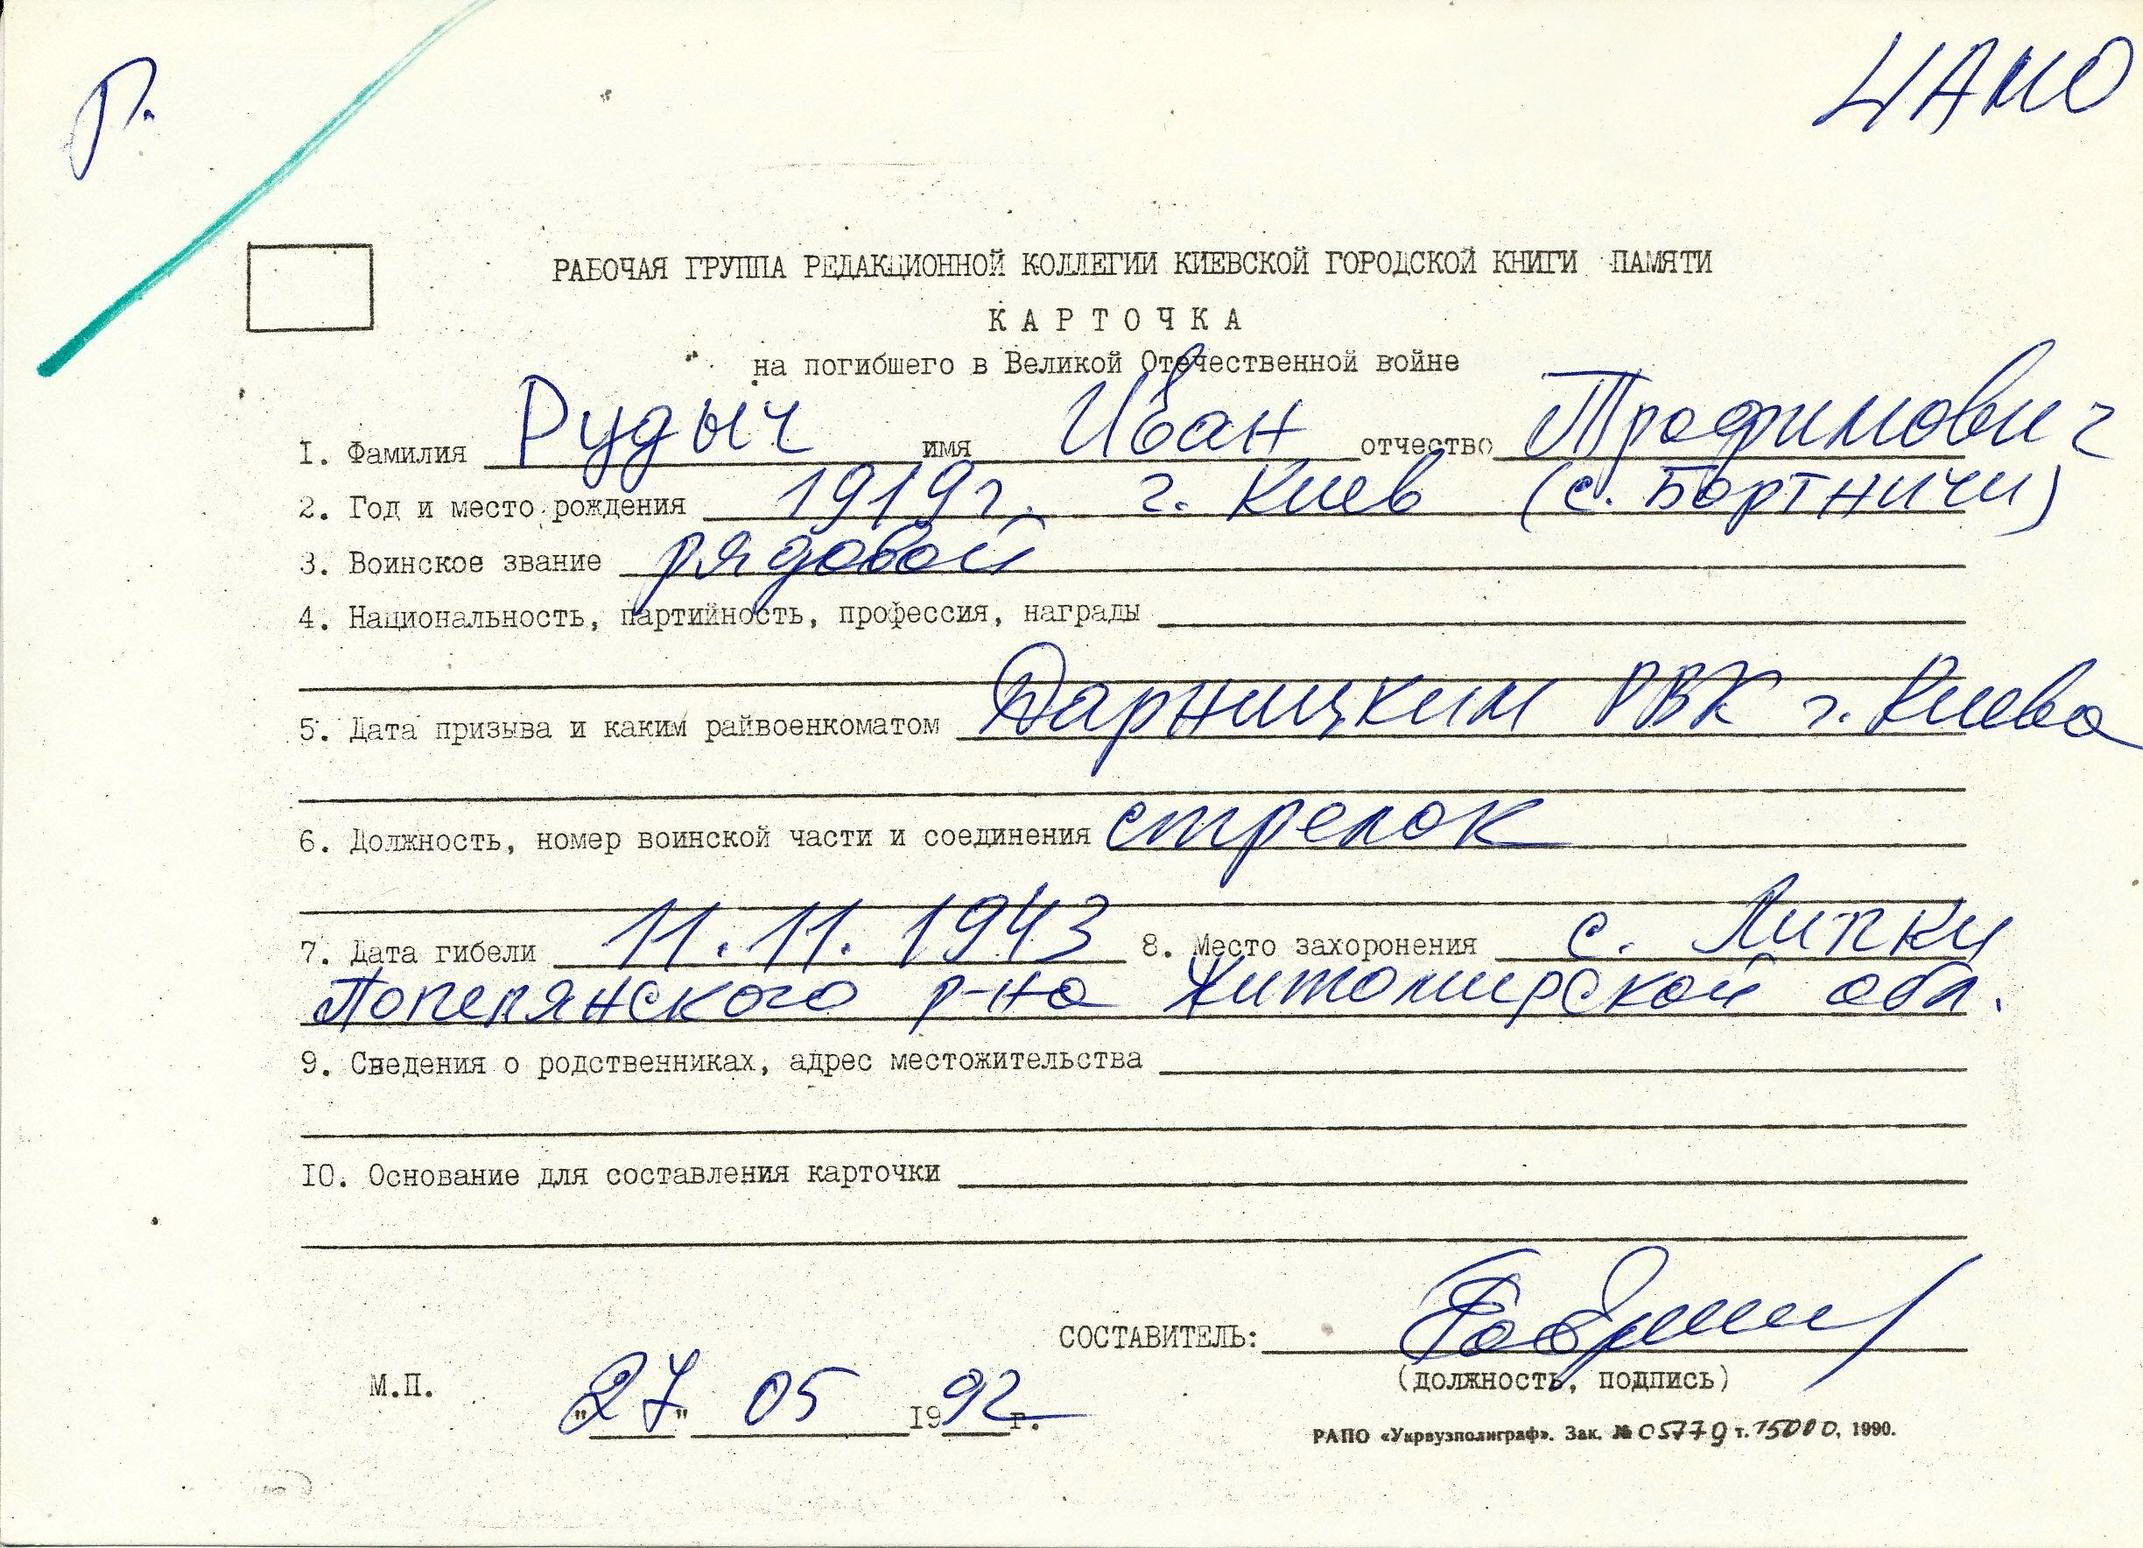 Р. ЦАМО
РАБОЧАЯ ГРУППА РЕДАКЦИОННОЙ КОЛЛЕГИИ КИЕВСКОЙ ГОРОДСКОЙ КНИГИ ПАМЯТИ
КАРТОЧКА
на погибшего в Великой Отечественной войне
1. Фамилия Рудыч имя Иван отчество Трофимович
2. Год и место рождения 1919г. г. Киев (с. Бортничи)
3. Воинское звание рядовой
4. Национальность, партийность, профессия, награды
5. Дата призыва и каким райвоенкоматом Дарницким РВК г. Киева
6. Должность, номер воинской части и соединения стрелок
7. Дата гибели 11.11.1943 8. Место захоронения с. Липки
Попелянского р-на Житомирской обл.
9. Сведения о родственниках, адрес местожительства
10. Основание для составления карточки
СОСТАВИТЕЛЬ:
(должность, подпись)
М.П. "27" 05 1992 г.
РАПО «Укрвузполиграф». Зак. № 05779 т. 15000, 1990.